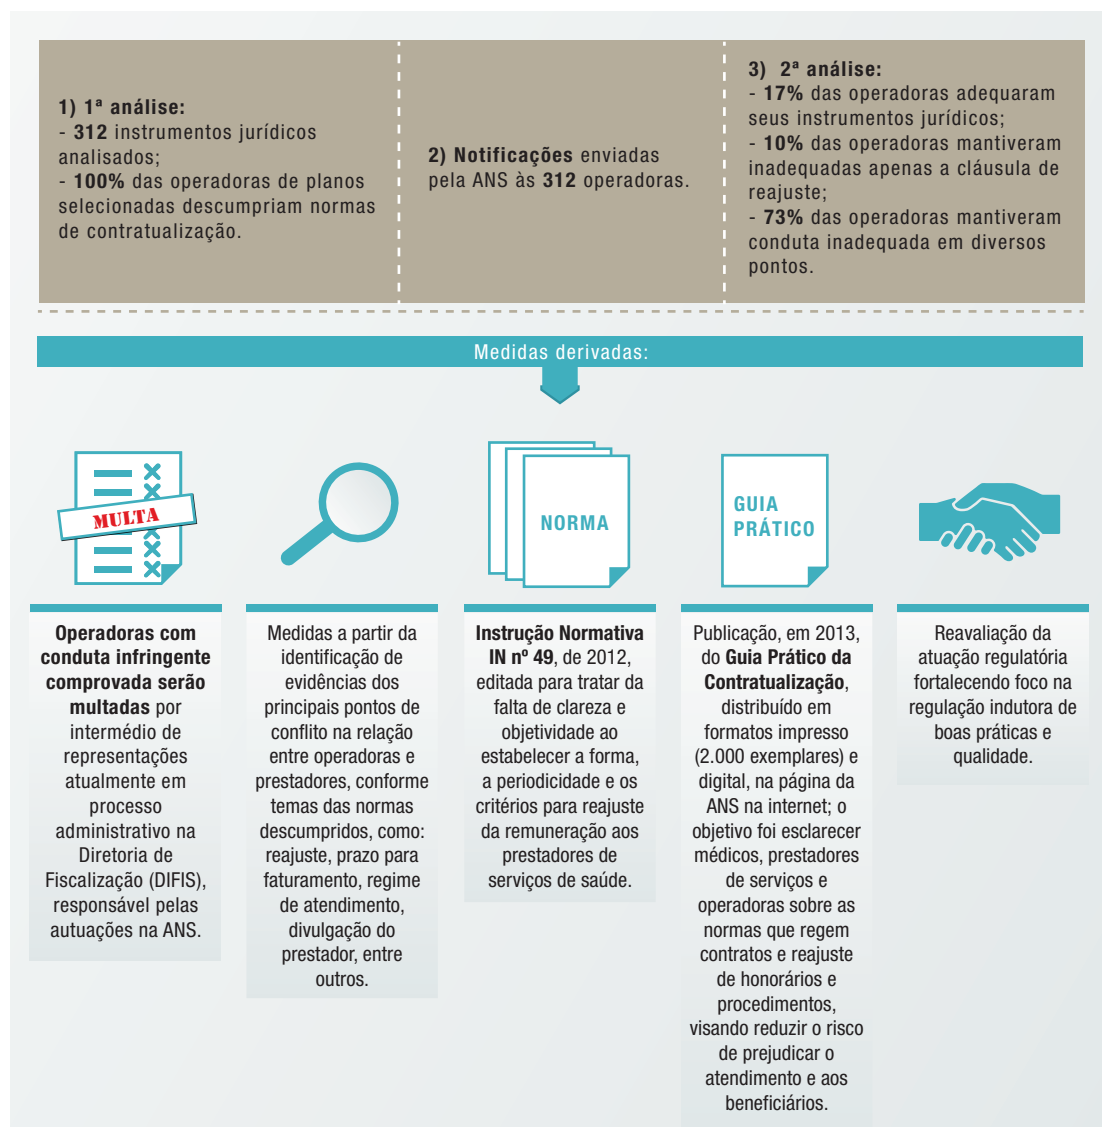 1) 1ª análise:
- 312 instrumentos jurídicos
analisados;
- 100% das operadoras de planos
selecionadas descumpriam normas
de contratualização.
2) Notificações enviadas
pela ANS às 312 operadoras.
3) 2ª análise:
- 17% das operadoras adequaram
seus instrumentos jurídicos;
- 10% das operadoras mantiveram
inadequadas apenas a cláusula de
reajuste;
- 73% das operadoras mantiveram
conduta inadequada em diversos
pontos.
Medidas derivadas:
MULTA
NORMA
GUIA
PRÁTICO
Operadoras com
conduta infringente
comprovada serão
multadas por
intermédio de
representações
atualmente em
processo
administrativo na
Diretoria de
Fiscalização (DIFIS),
responsável pelas
autuações na ANS.
Medidas a partir da
identificação de
evidências dos
principais pontos de
conflito na relação
entre operadoras e
prestadores, conforme
temas das normas
descumpridos, como:
reajuste, prazo para
faturamento, regime
de atendimento,
divulgação do
prestador, entre
outros.
Instrução Normativa
IN nº 49, de 2012,
editada para tratar da
falta de clareza e
objetividade ao
estabelecer a forma,
a periodicidade e os
critérios para reajuste
da remuneração aos
prestadores de
serviços de saúde.
Publicação, em 2013,
do Guia Prático da
Contratualização,
distribuído em
formatos impresso
(2.000 exemplares) e
digital, na página da
ANS na internet; o
objetivo foi esclarecer
médicos, prestadores
de serviços e
operadoras sobre as
normas que regem
contratos e reajuste
de honorários e
procedimentos,
visando reduzir o risco
de prejudicar o
atendimento e aos
beneficiários.
Reavaliação da
atuação regulatória
fortalecendo foco na
regulação indutora de
boas práticas e
qualidade.